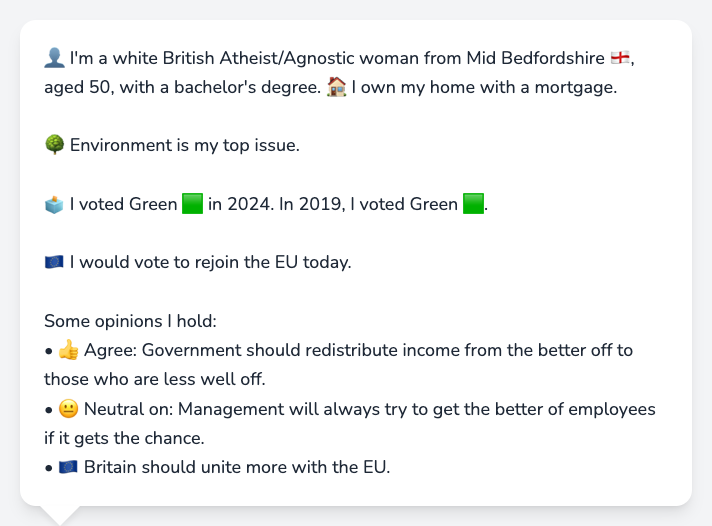 👤 I'm a white British Atheist/Agnostic woman from Mid Bedfordshire 🏴󠁧󠁢󠁥󠁮󠁧󠁿,
aged 50, with a bachelor's degree. 🏠 I own my home with a mortgage.
🌳 Environment is my top issue.
🗳️ I voted Green 🟩 in 2024. In 2019, I voted Green 🟩.
🇪🇺 I would vote to rejoin the EU today.
Some opinions I hold:
• 👍 Agree: Government should redistribute income from the better off to
those who are less well off.
• 😐 Neutral on: Management will always try to get the better of employees
if it gets the chance.
• 🇪🇺 Britain should unite more with the EU.